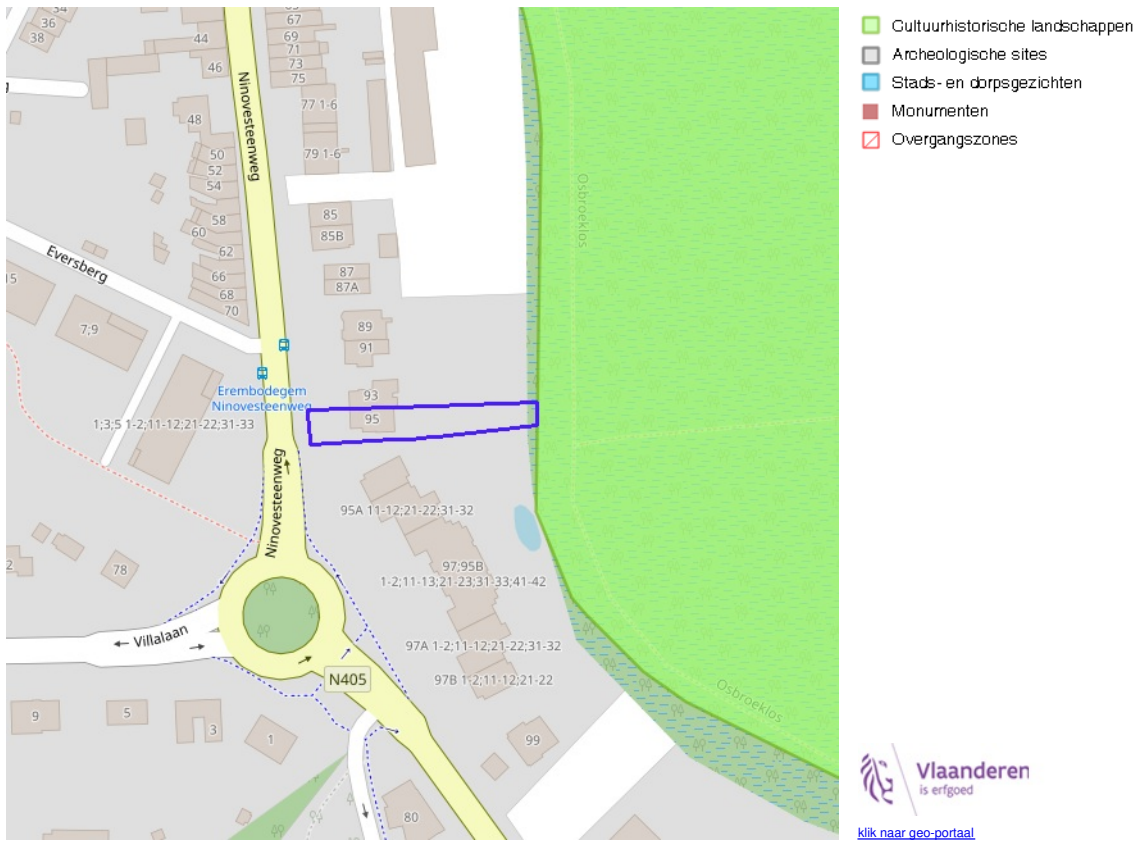 34
36
38
44
46
48
50
52
54
58
60
62
66
68
70
67
69
71
73
75
77 1-6
79 1-6
85
85B
87
87A
89
91
93
95
Ninovesteenweg
Eversberg
15
7;9
Erembodegem
Ninovesteenweg
1;3;5 1-2;11-12;21-22;31-33
Ninovesteenweg
Osbroeklos
95A 11-12;21-22;31-32
97;95B
1-2;11-13;21-23;31-33;41-42
97A 1-2;11-12;21-22;31-32
97B 1-2;11-12;21-22
78
2
Villalaan
N405
Osbroeklos
9
5
3
1
99
80
Cultuurhistorische landschappen
Archeologische sites
Stads- en dorpsgezichten
Monumenten
Overgangszones
Vlaanderen
is erfgoed
klik naar geo-portaal